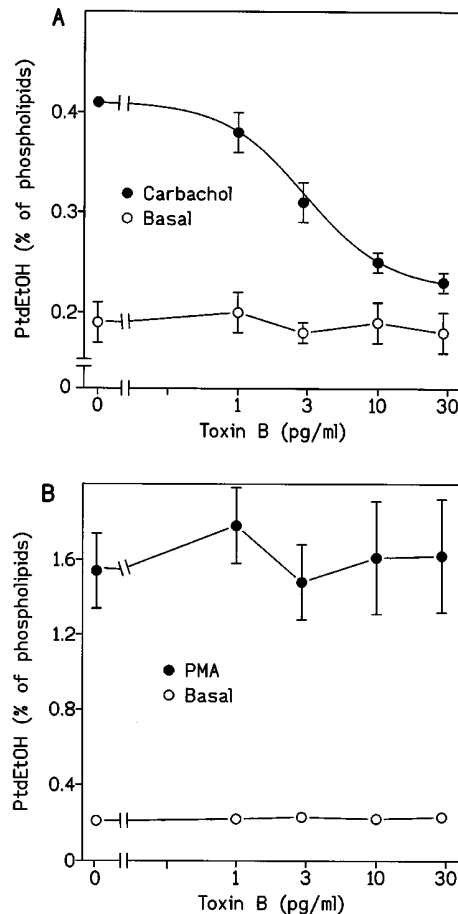 A
PtdEtOH (% of phospholipids)
0.4
0.3
0.2
0
Carbachol
Basal
0 1 3 10 30
Toxin B (pg/ml)
B
PtdEtOH (% of phospholipids)
1.6
1.2
0.8
0.4
0
PMA
Basal
0 1 3 10 30
Toxin B (pg/ml)